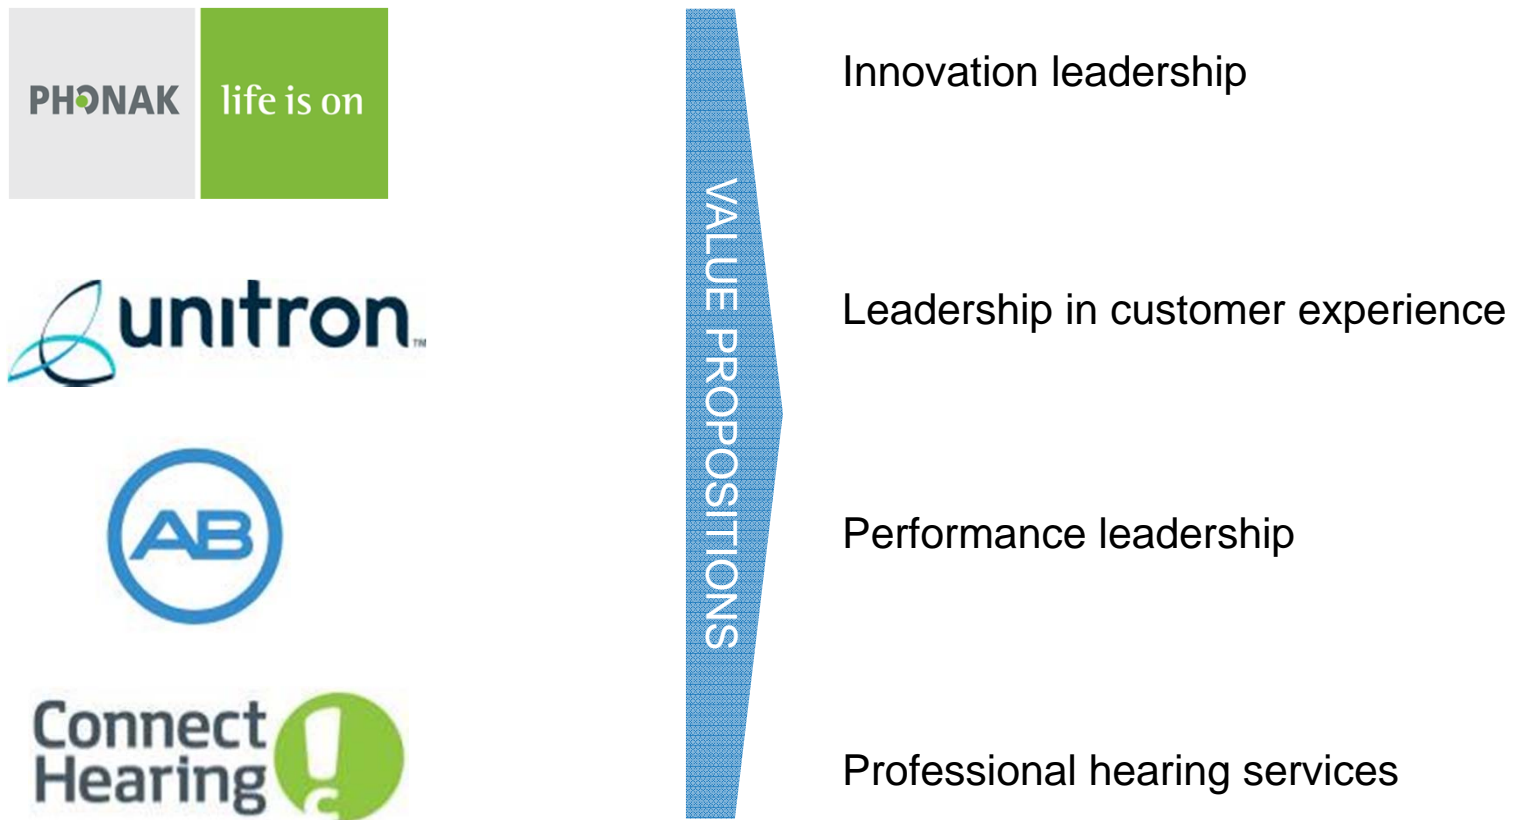 PHONAK
life is on
Innovation leadership
unitron™
Leadership in customer experience
VALUE PROPOSITIONS
AB
Performance leadership
Connect
Hearing
Professional hearing services